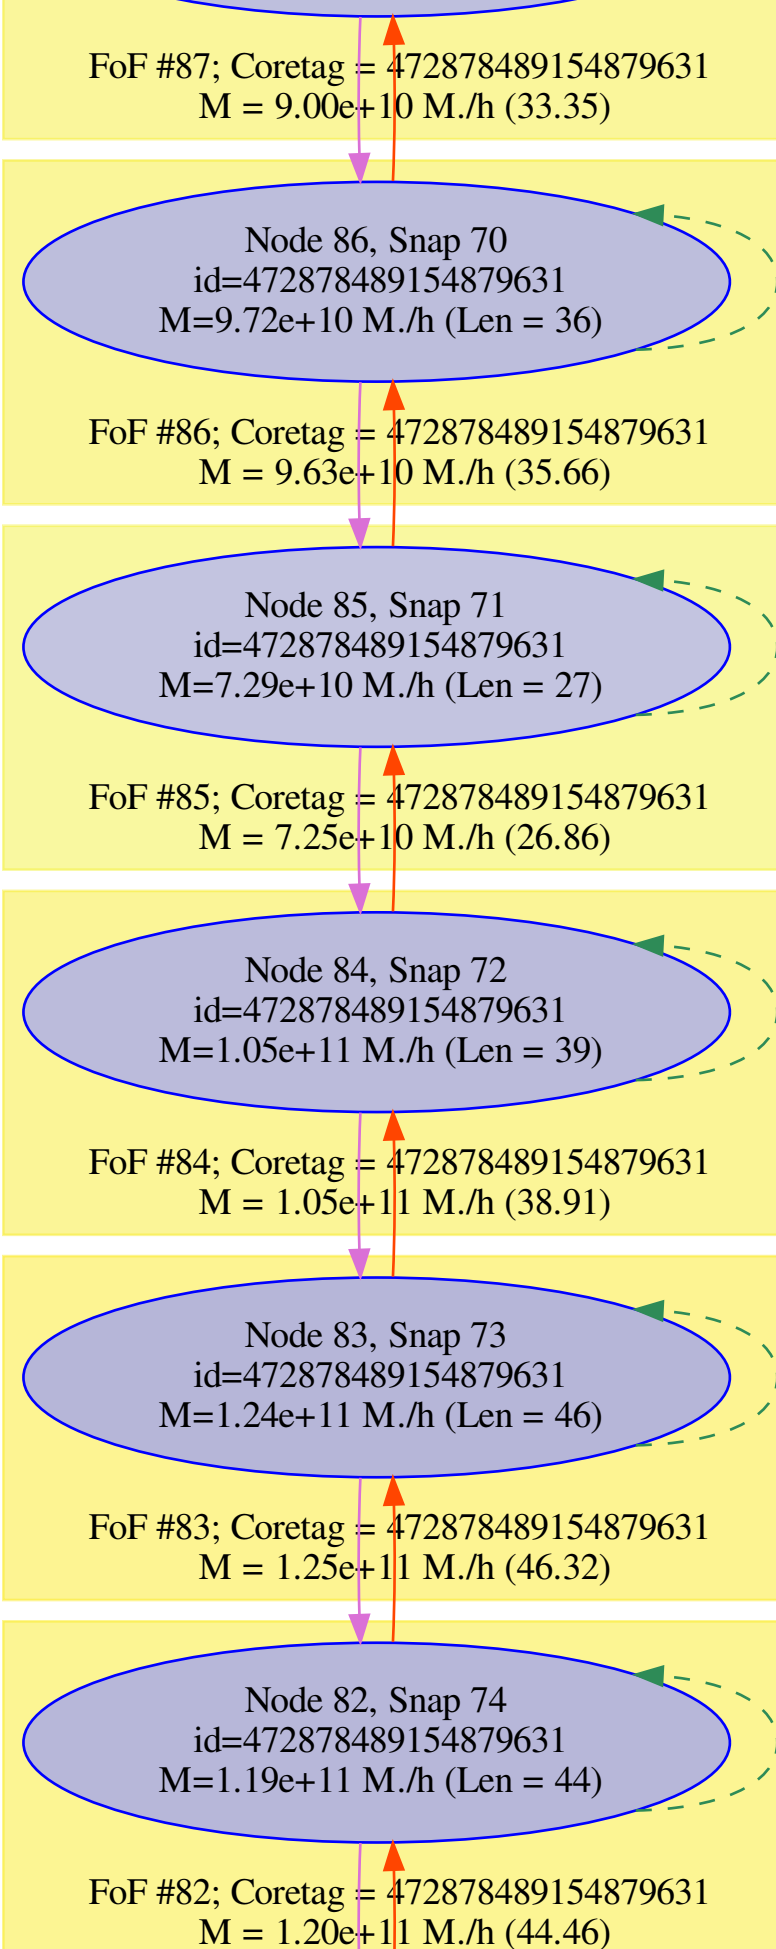 FoF #87; Coretag = 472878489154879631
M = 9.00e+10 M./h (33.35)
Node 86, Snap 70
id=472878489154879631
M=9.72e+10 M./h (Len = 36)
FoF #86; Coretag = 472878489154879631
M = 9.63e+10 M./h (35.66)
Node 85, Snap 71
id=472878489154879631
M=7.29e+10 M./h (Len = 27)
FoF #85; Coretag = 472878489154879631
M = 7.25e+10 M./h (26.86)
Node 84, Snap 72
id=472878489154879631
M=1.05e+11 M./h (Len = 39)
FoF #84; Coretag = 472878489154879631
M = 1.05e+11 M./h (38.91)
Node 83, Snap 73
id=472878489154879631
M=1.24e+11 M./h (Len = 46)
FoF #83; Coretag = 472878489154879631
M = 1.25e+11 M./h (46.32)
Node 82, Snap 74
id=472878489154879631
M=1.19e+11 M./h (Len = 44)
FoF #82; Coretag = 472878489154879631
M = 1.20e+11 M./h (44.46)